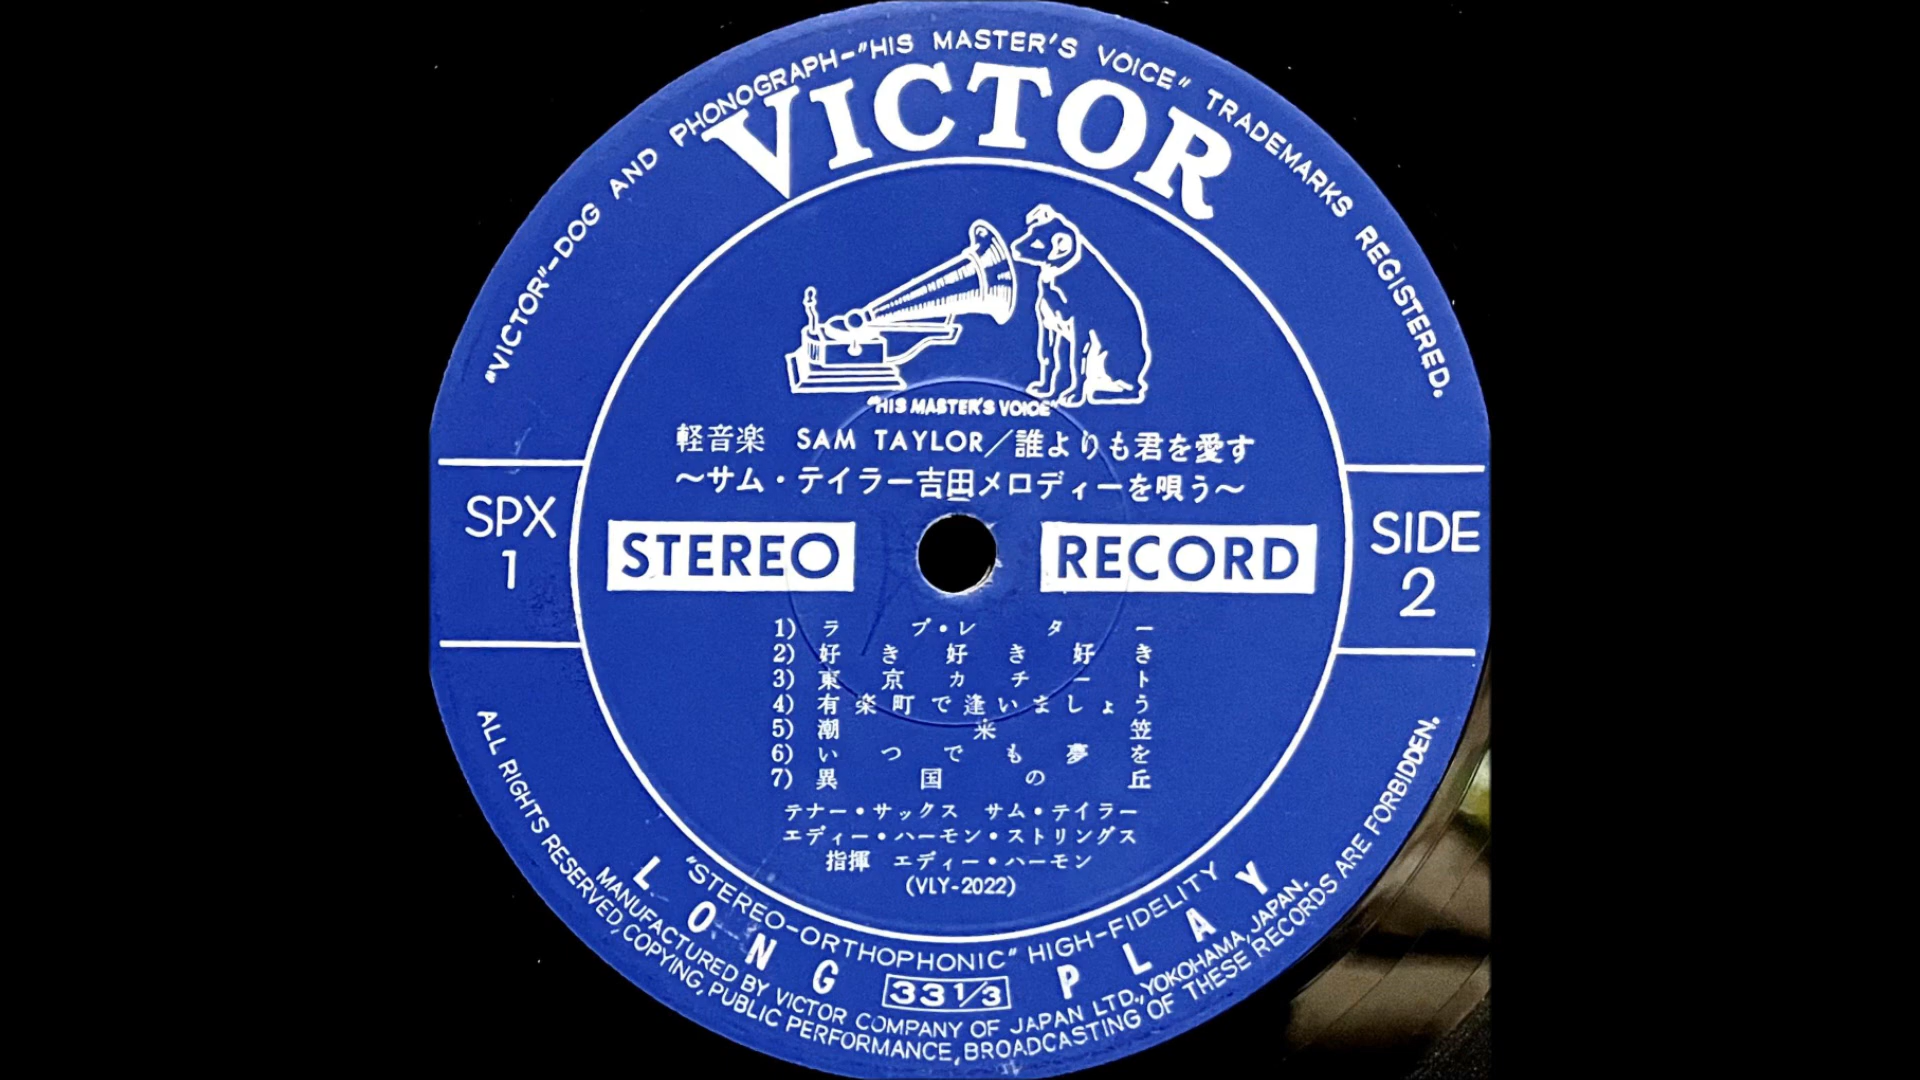 "VICTOR"-DOG AND PHONOGRAPH-"HIS MASTER'S VOICE" TRADEMARKS REGISTERED.
VICTOR
"HIS MASTER'S VOICE"
軽音楽 SAM TAYLOR/誰よりも君を愛す
～サム・テイラー吉田メロディーを唄う～
SPX
1
STEREO RECORD
SIDE
2
1) ラブ・レター
2) 好き好き好き
3) 東京カチート
4) 有楽町で逢いましょう
5) 潮来笠
6) いつでも夢を
7) 異国の丘
テナー・サックス サム・テイラー
エディー・ハーモン・ストリングス
指揮 エディー・ハーモン
(VLY-2022)
"STEREO-ORTHOPHONIC" HIGH-FIDELITY
LONG PLAY
33 1/3
MANUFACTURED BY VICTOR COMPANY OF JAPAN LTD., YOKOHAMA, JAPAN.
ALL RIGHTS RESERVED, COPYING, PUBLIC PERFORMANCE, BROADCASTING OF THESE RECORDS ARE FORBIDDEN.